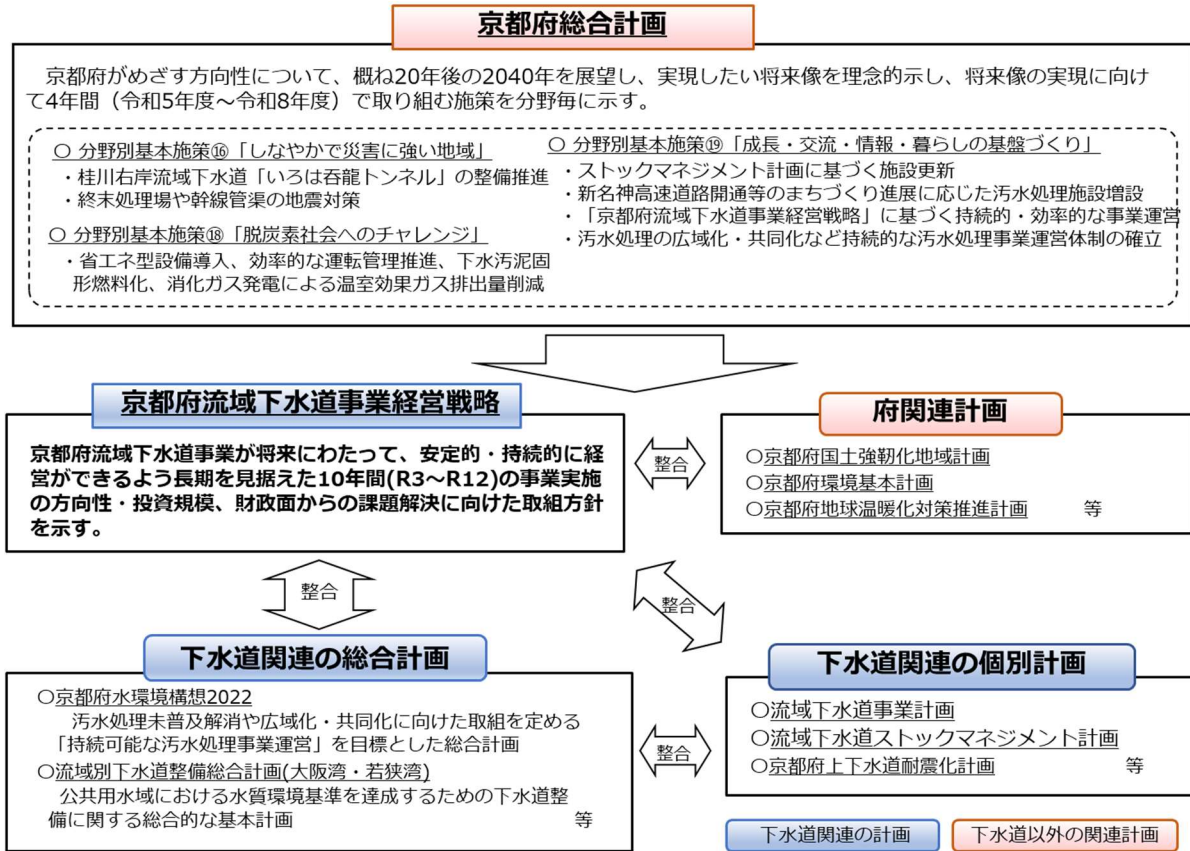 京都府総合計画
京都府がめざす方向性について、概ね20年後の2040年を展望し、実現したい将来像を理念的示し、将来像の実現に向け
て4年間（令和5年度～令和8年度）で取り組む施策を分野毎に示す。
○ 分野別基本施策⑯「しなやかで災害に強い地域」
・桂川右岸流域下水道「いろは呑龍トンネル」の整備推進
・終末処理場や幹線管渠の地震対策
○ 分野別基本施策⑱「脱炭素社会へのチャレンジ」
・省エネ型設備導入、効率的な運転管理推進、下水汚泥固
形燃料化、消化ガス発電による温室効果ガス排出量削減
○ 分野別基本施策⑲「成長・交流・情報・暮らしの基盤づくり」
・ストックマネジメント計画に基づく施設更新
・新名神高速道路開通等のまちづくり進展に応じた汚水処理施設増設
・「京都府流域下水道事業経営戦略」に基づく持続的・効率的な事業運営
・汚水処理の広域化・共同化など持続的な汚水処理事業運営体制の確立
京都府流域下水道事業経営戦略
京都府流域下水道事業が将来にわたって、安定的・持続的に経
営ができるよう長期を見据えた10年間(R3～R12)の事業実施
の方向性・投資規模、財政面からの課題解決に向けた取組方針
を示す。
整合
府関連計画
○京都府国土強靭化地域計画
○京都府環境基本計画
○京都府地球温暖化対策推進計画 等
整合
整合
下水道関連の総合計画
○京都府水環境構想2022
汚水処理未普及解消や広域化・共同化に向けた取組を定める
「持続可能な汚水処理事業運営」を目標とした総合計画
○流域別下水道整備総合計画(大阪湾・若狭湾)
公共用水域における水質環境基準を達成するための下水道整
備に関する総合的な基本計画 等
整合
下水道関連の個別計画
○流域下水道事業計画
○流域下水道ストックマネジメント計画
○京都府上下水道耐震化計画 等
下水道関連の計画
下水道以外の関連計画